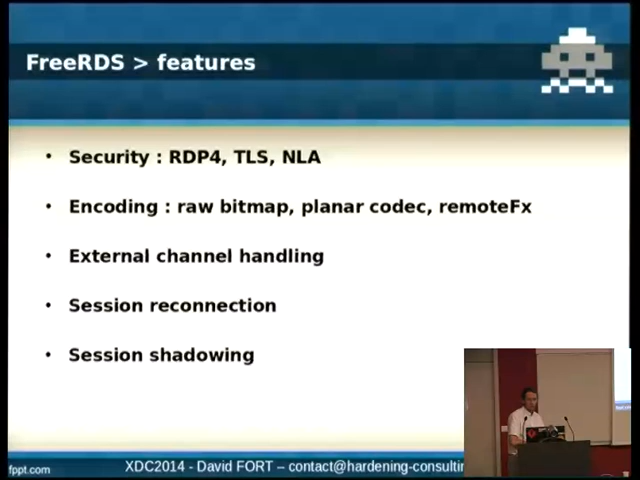 FreeRDS > features
• Security : RDP4, TLS, NLA
• Encoding : raw bitmap, planar codec, remoteFx
• External channel handling
• Session reconnection
• Session shadowing
fppt.com
XDC2014 - David FORT – contact@hardening-consultin